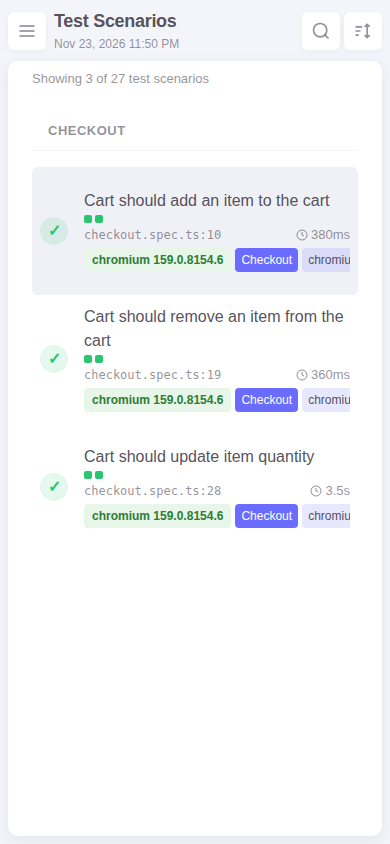 Test Scenarios
Nov 23, 2026 11:50 PM
Showing 3 of 27 test scenarios
CHECKOUT
Cart should add an item to the cart
checkout.spec.ts:10 380ms
chromium 159.0.8154.6 Checkout chromiu
Cart should remove an item from the
cart
checkout.spec.ts:19 360ms
chromium 159.0.8154.6 Checkout chromiu
Cart should update item quantity
checkout.spec.ts:28 3.5s
chromium 159.0.8154.6 Checkout chromiu